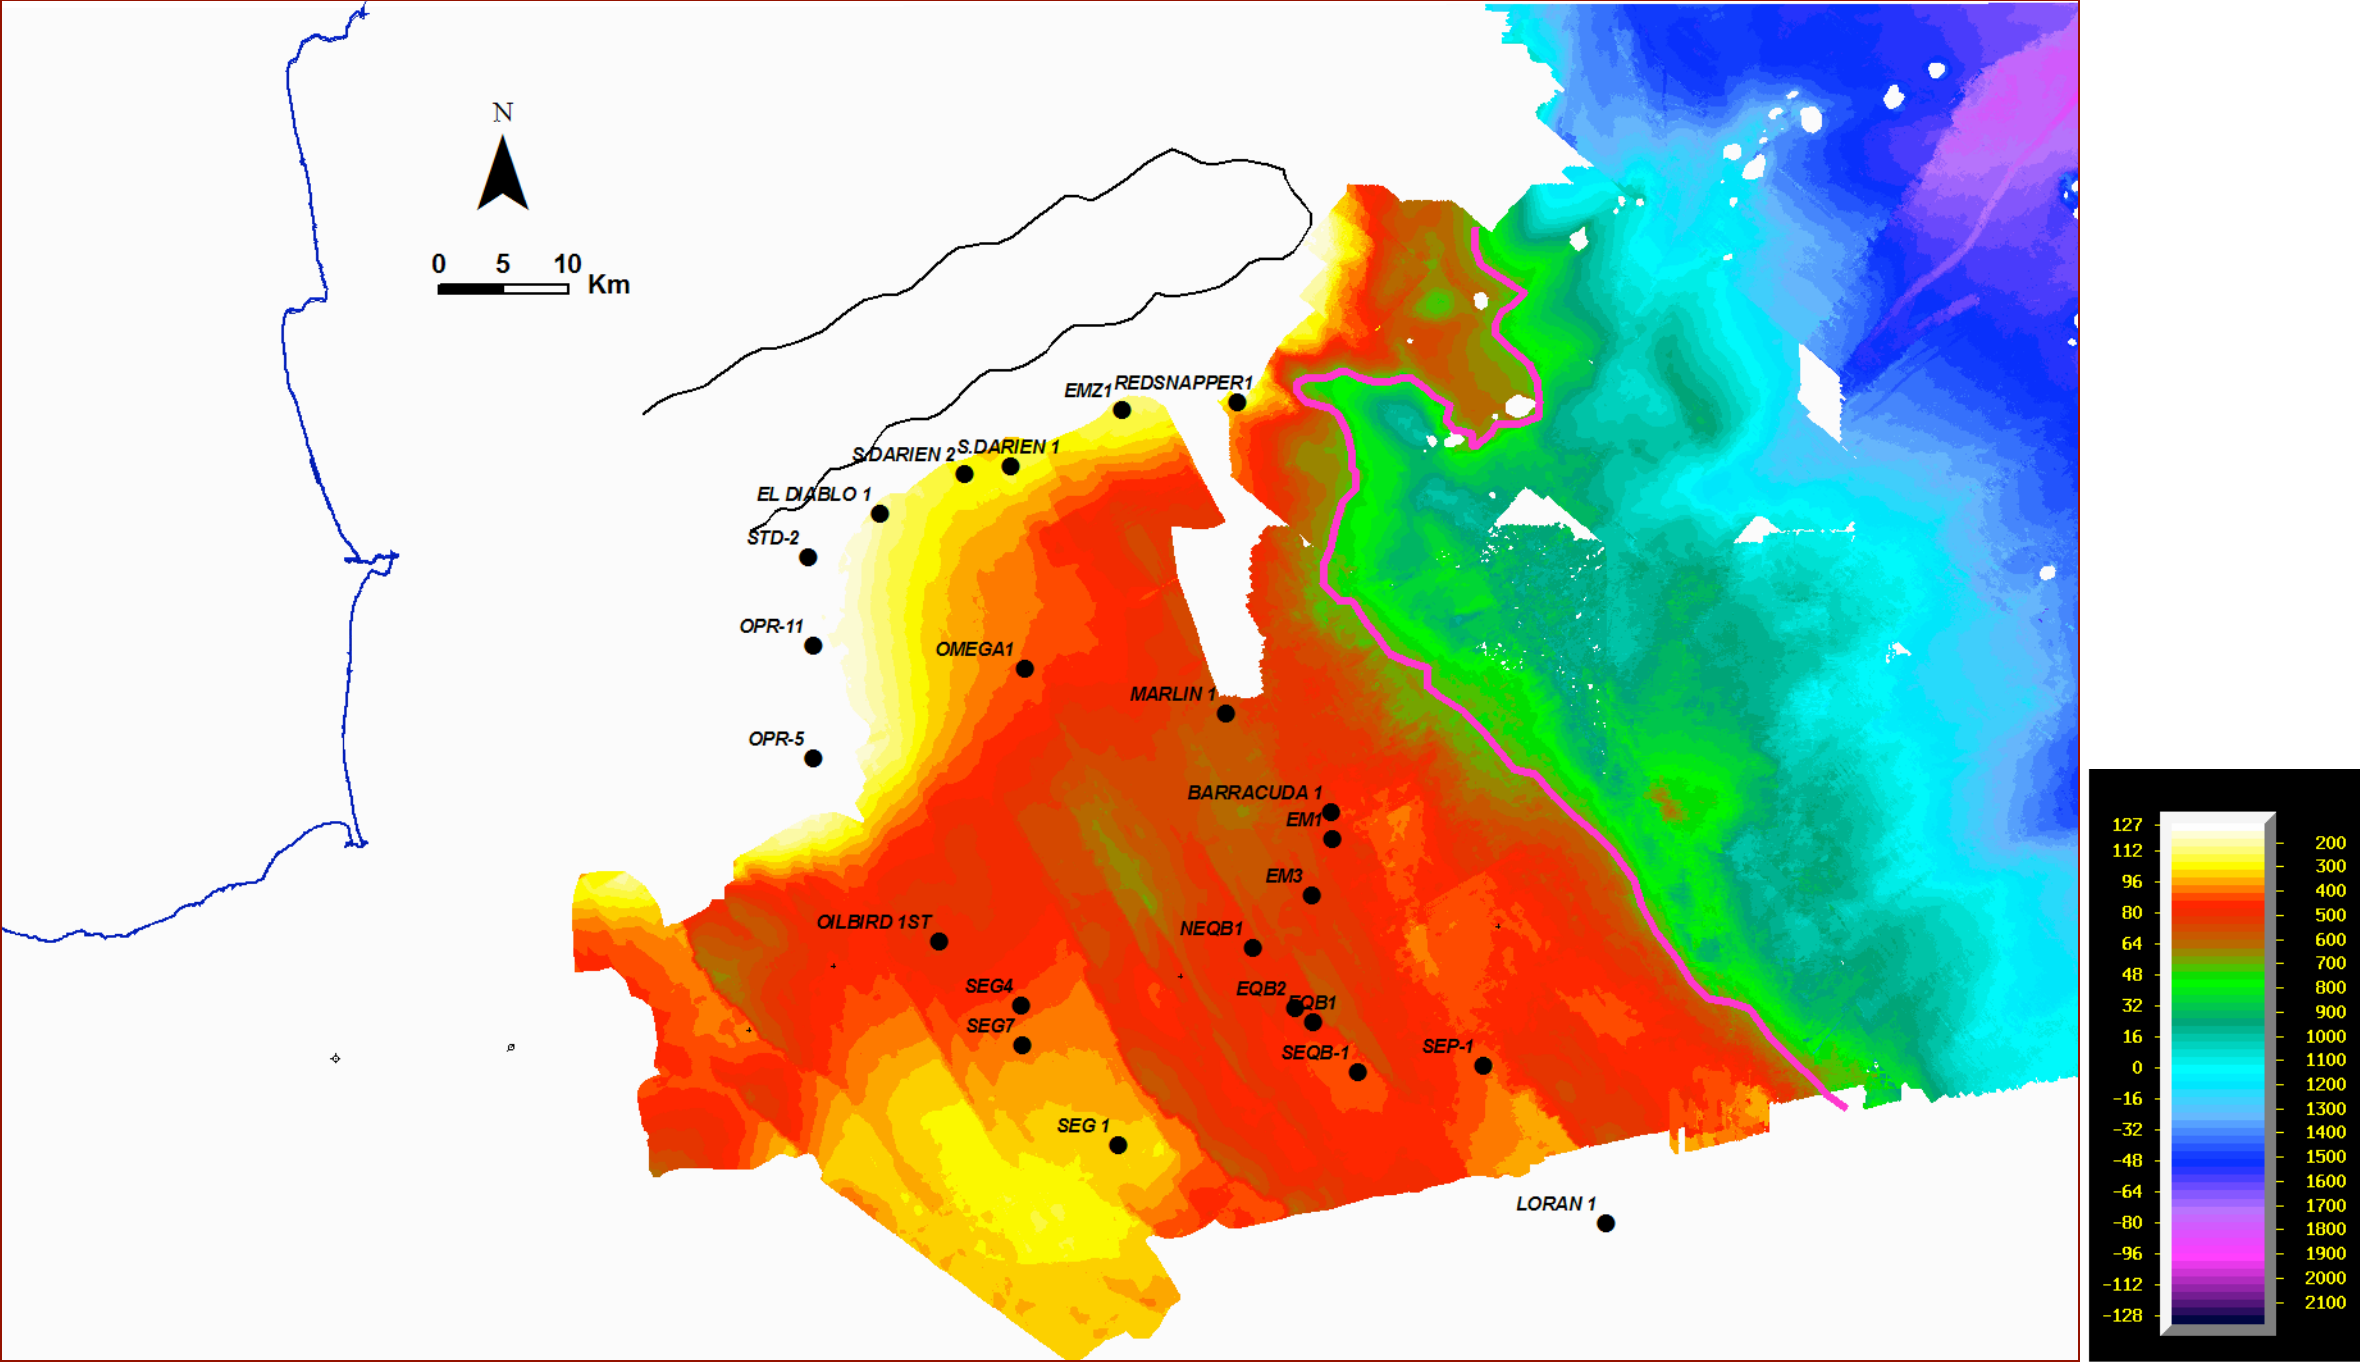 N
0 5 10
Km
EMZ1 REDSNAPPER1
S.DARIEN 2 S.DARIEN 1
EL DIABLO 1
STD-2
OPR-11
OMEGA1
MARLIN 1
OPR-5
BARRACUDA 1
EM1
EM3
OILBIRD 1ST
NEQB1
SEG4
EQB2
EQB1
SEG7
SEQB-1
SEP-1
SEG 1
LORAN 1
127
200
112
300
96
400
80
500
600
64
700
48
800
32
900
16
1000
0
1100
1200
-16
1300
-32
1400
-48
1500
1600
-64
1700
-80
1800
-96
1900
-112
2000
2100
-128